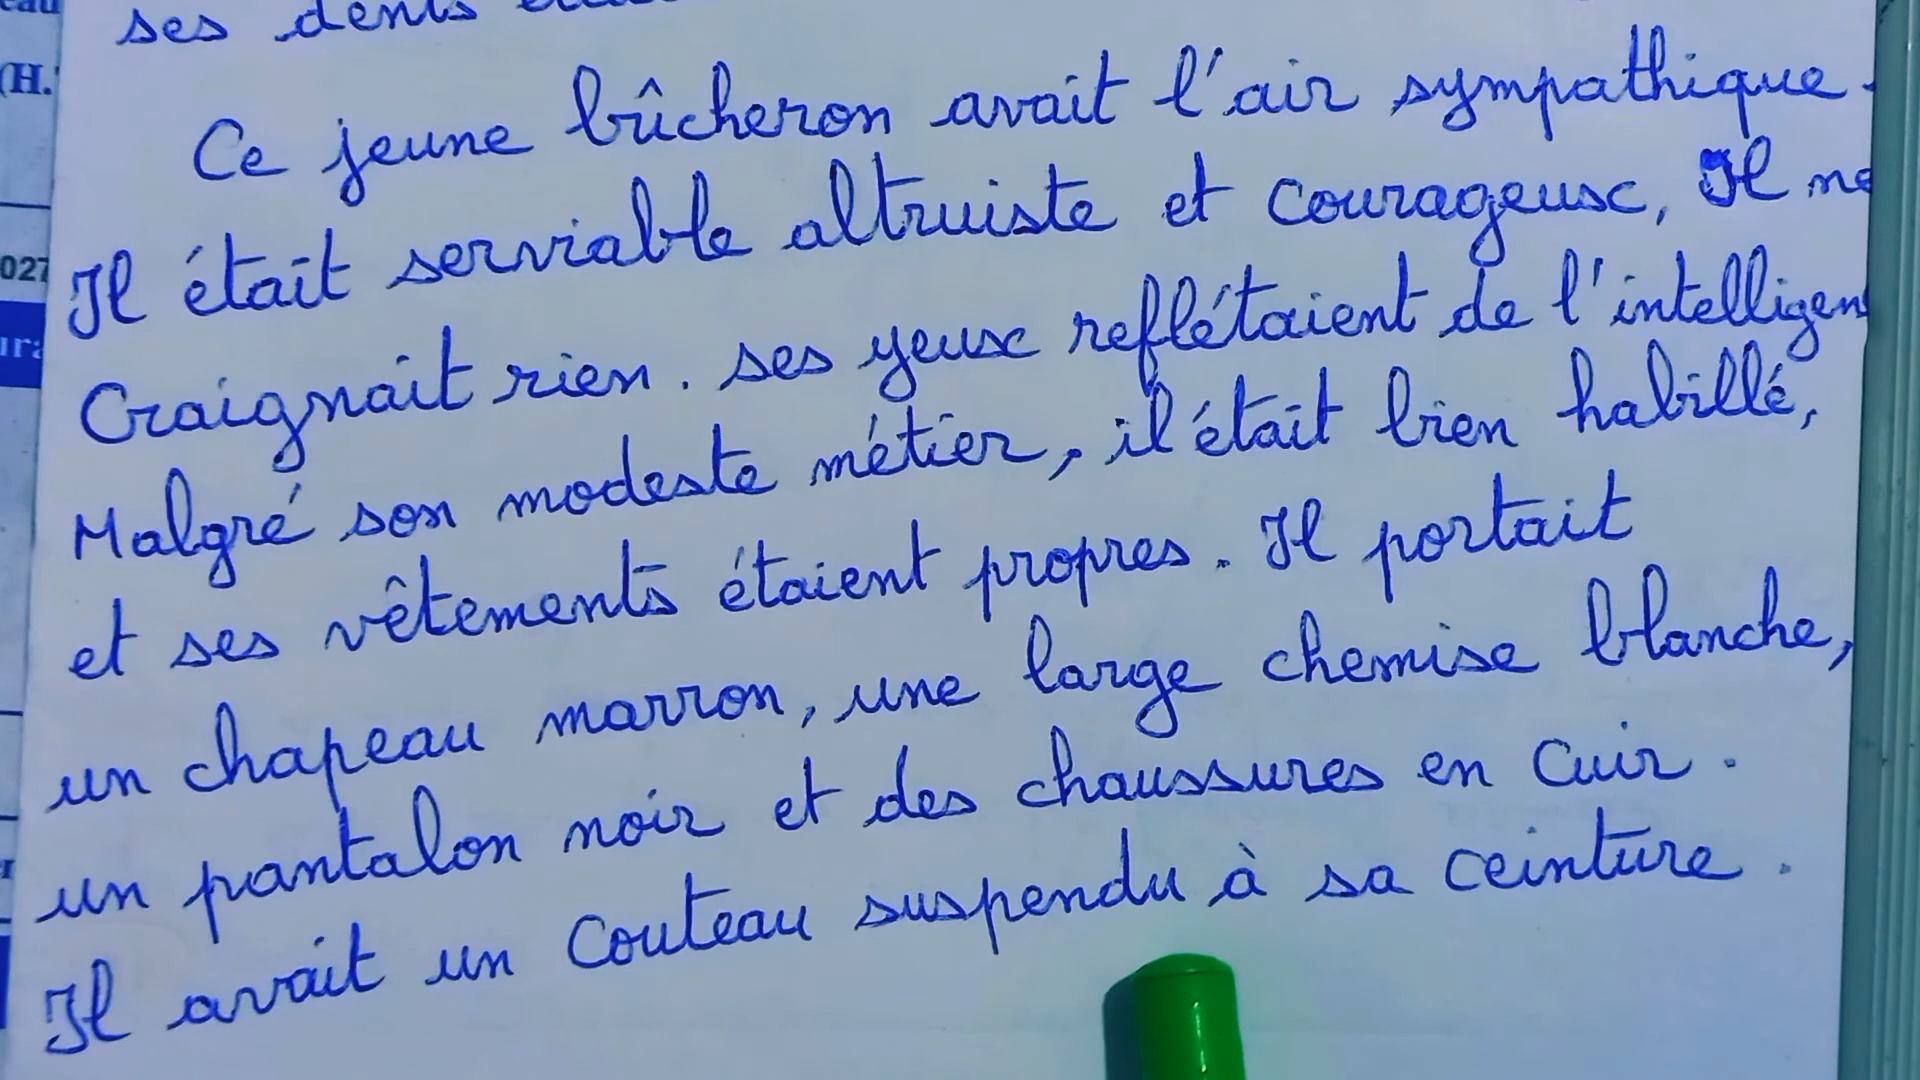 ses dents
Ce jeune bûcheron avait l'air sympathique.
Il était serviable altruiste et courageux, Il ne
Craignait rien. ses yeux reflétaient de l'intelligen
Malgré son modeste métier, il était bien habillé,
et ses vêtements étaient propres. Il portait
un chapeau marron, une large chemise blanche,
un pantalon noir et des chaussures en Cuir.
Il avait un Couteau suspendu à sa ceinture.
(H.
027